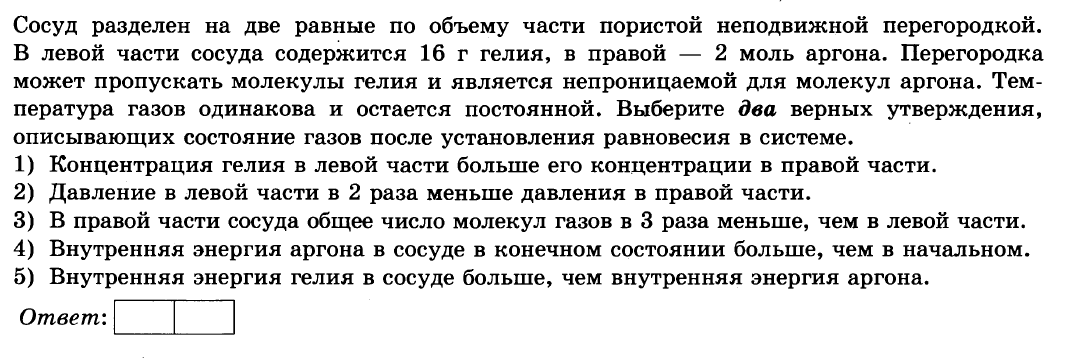 Сосуд разделен на две равные по объему части пористой неподвижной перегородкой.
В левой части сосуда содержится 16 г гелия, в правой — 2 моль аргона. Перегородка
может пропускать молекулы гелия и является непроницаемой для молекул аргона. Тем-
пература газов одинакова и остается постоянной. Выберите два верных утверждения,
описывающих состояние газов после установления равновесия в системе.
1) Концентрация гелия в левой части больше его концентрации в правой части.
2) Давление в левой части в 2 раза меньше давления в правой части.
3) В правой части сосуда общее число молекул газов в 3 раза меньше, чем в левой части.
4) Внутренняя энергия аргона в сосуде в конечном состоянии больше, чем в начальном.
5) Внутренняя энергия гелия в сосуде больше, чем внутренняя энергия аргона.
Ответ: